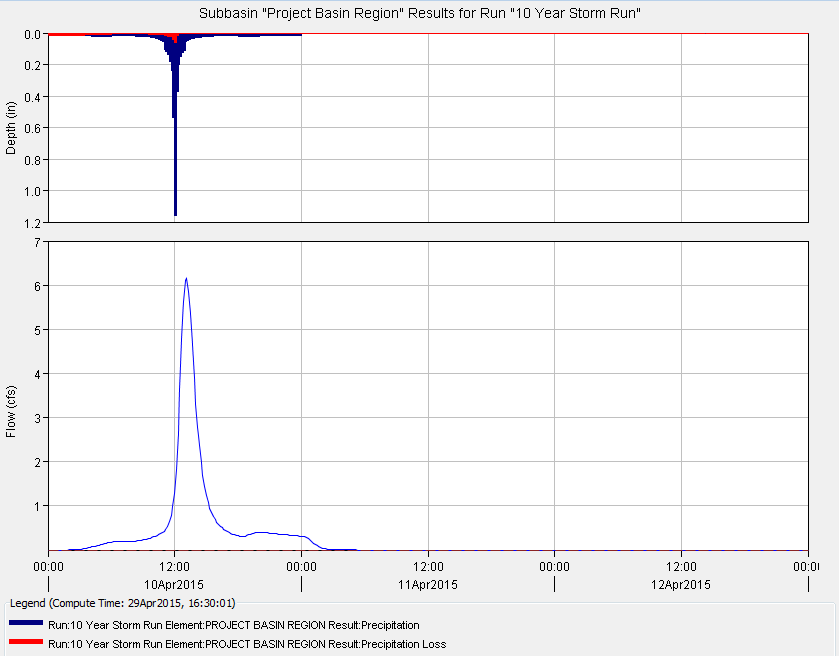 Subbasin "Project Basin Region" Results for Run "10 Year Storm Run"
0.0
0.2
0.4
0.6
0.8
1.0
1.2
Depth (in)
7
6
5
4
3
2
1
Flow (cfs)
00:00 12:00 00:00 12:00 00:00 12:00 00:0
10Apr2015 11Apr2015 12Apr2015
Legend (Compute Time: 29Apr2015, 16:30:01)
Run:10 Year Storm Run Element:PROJECT BASIN REGION Result:Precipitation
Run:10 Year Storm Run Element:PROJECT BASIN REGION Result:Precipitation Loss